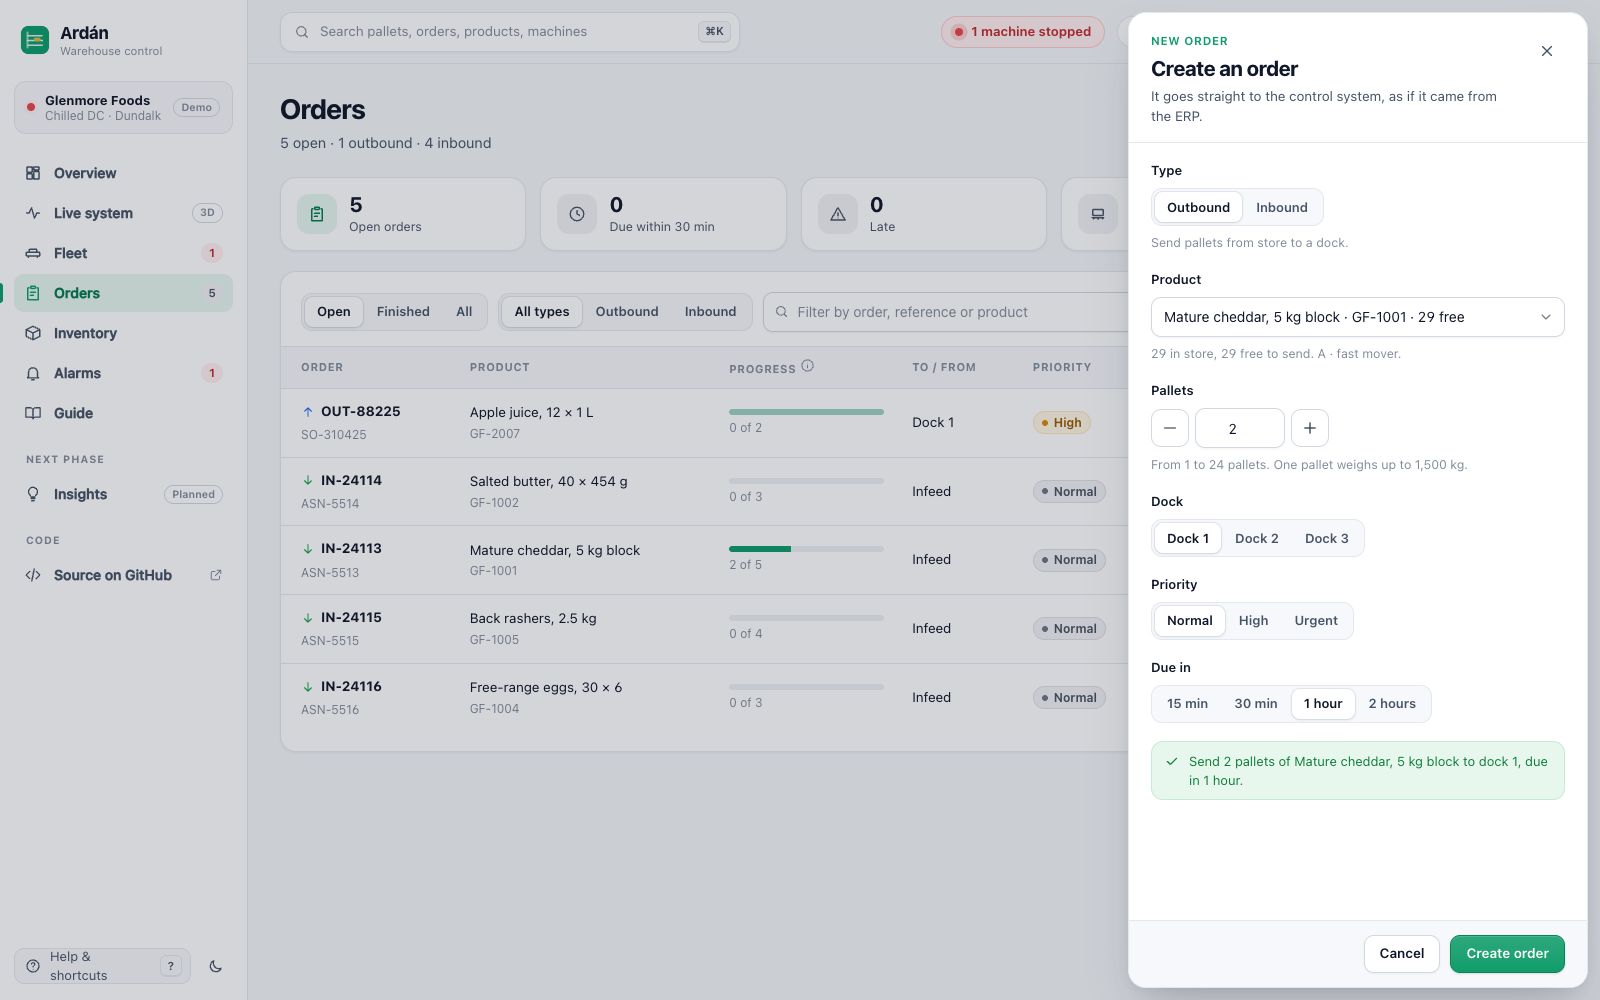 Ardán
Warehouse control
Glenmore Foods
Chilled DC · Dundalk
Demo
Overview
Live system
3D
Fleet
1
Orders
5
Inventory
Alarms
1
Guide
NEXT PHASE
Insights
Planned
CODE
Source on GitHub
Help &
shortcuts
?
Search pallets, orders, products, machines
⌘K
1 machine stopped
Orders
5 open · 1 outbound · 4 inbound
5
Open orders
0
Due within 30 min
0
Late
Open Finished All
All types Outbound Inbound
Filter by order, reference or product
ORDER PRODUCT PROGRESS TO / FROM PRIORITY
OUT-88225 Apple juice, 12 × 1 L Dock 1 High
SO-310425 GF-2007 0 of 2
IN-24114 Salted butter, 40 × 454 g Infeed Normal
ASN-5514 GF-1002 0 of 3
IN-24113 Mature cheddar, 5 kg block Infeed Normal
ASN-5513 GF-1001 2 of 5
IN-24115 Back rashers, 2.5 kg Infeed Normal
ASN-5515 GF-1005 0 of 4
IN-24116 Free-range eggs, 30 × 6 Infeed Normal
ASN-5516 GF-1004 0 of 3
NEW ORDER
Create an order
It goes straight to the control system, as if it came from
the ERP.
Type
Outbound Inbound
Send pallets from store to a dock.
Product
Mature cheddar, 5 kg block · GF-1001 · 29 free
29 in store, 29 free to send. A · fast mover.
Pallets
2
From 1 to 24 pallets. One pallet weighs up to 1,500 kg.
Dock
Dock 1 Dock 2 Dock 3
Priority
Normal High Urgent
Due in
15 min 30 min 1 hour 2 hours
Send 2 pallets of Mature cheddar, 5 kg block to dock 1, due
in 1 hour.
Cancel
Create order